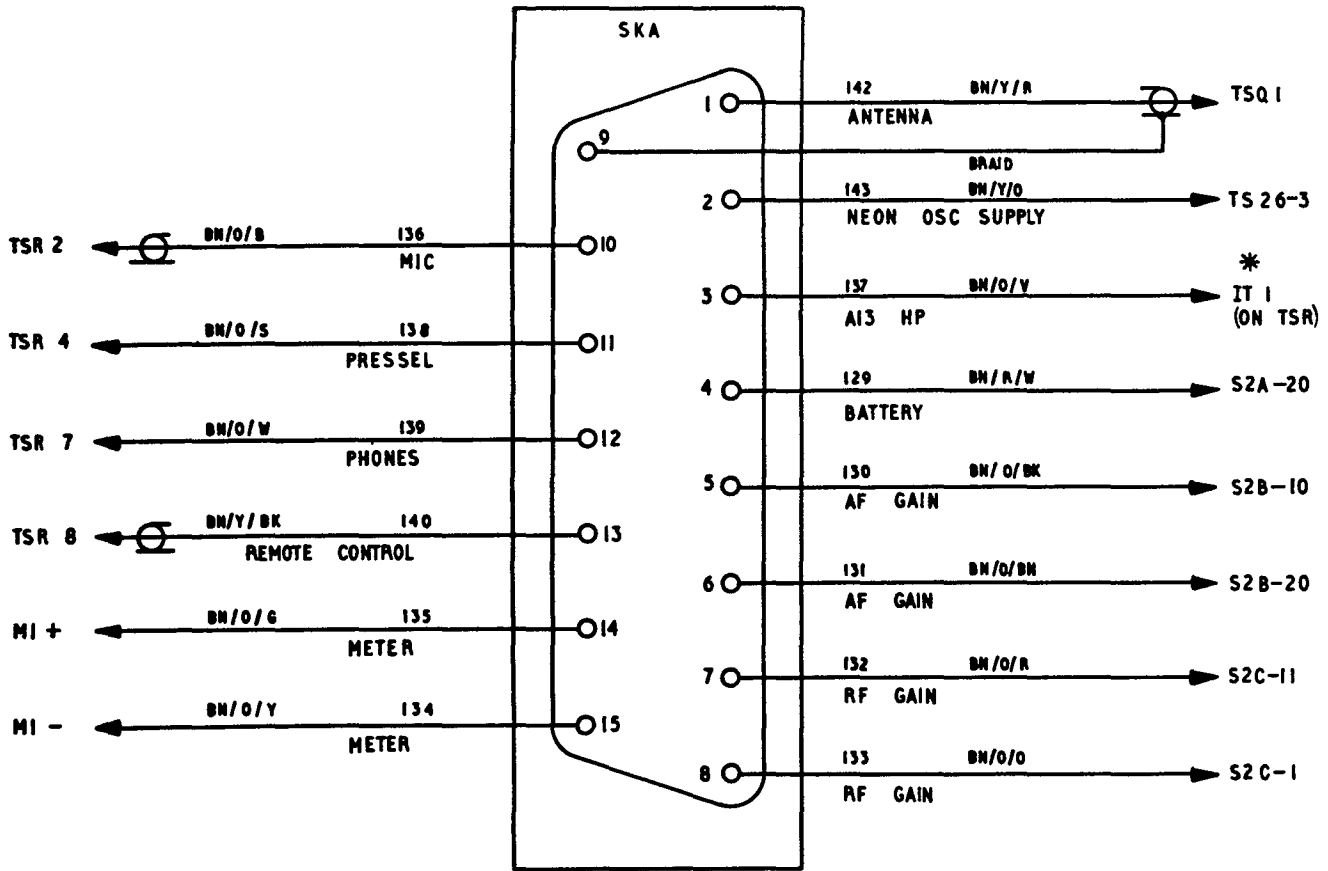 SKA
1 142 BN/Y/R TSQ 1
ANTENNA
9
BRAID
2 143 BN/Y/O TS 26-3
NEON OSC SUPPLY
TSR 2 BN/O/B 136 10
MIC
3 137 BN/O/V * IT 1
A13 HP (ON TSR)
TSR 4 BN/O/S 138 11
PRESSEL
4 129 BN/R/W S2A-20
BATTERY
TSR 7 BN/O/W 139 12
PHONES
5 130 BN/O/BK S2B-10
AF GAIN
TSR 8 BN/Y/BK 140 13
REMOTE CONTROL
6 131 BN/O/BN S2B-20
AF GAIN
M1 + BN/O/G 135 14
METER
7 132 BN/O/R S2C-11
RF GAIN
M1 - BN/O/Y 134 15
METER
8 133 BN/O/O S2C-1
RF GAIN